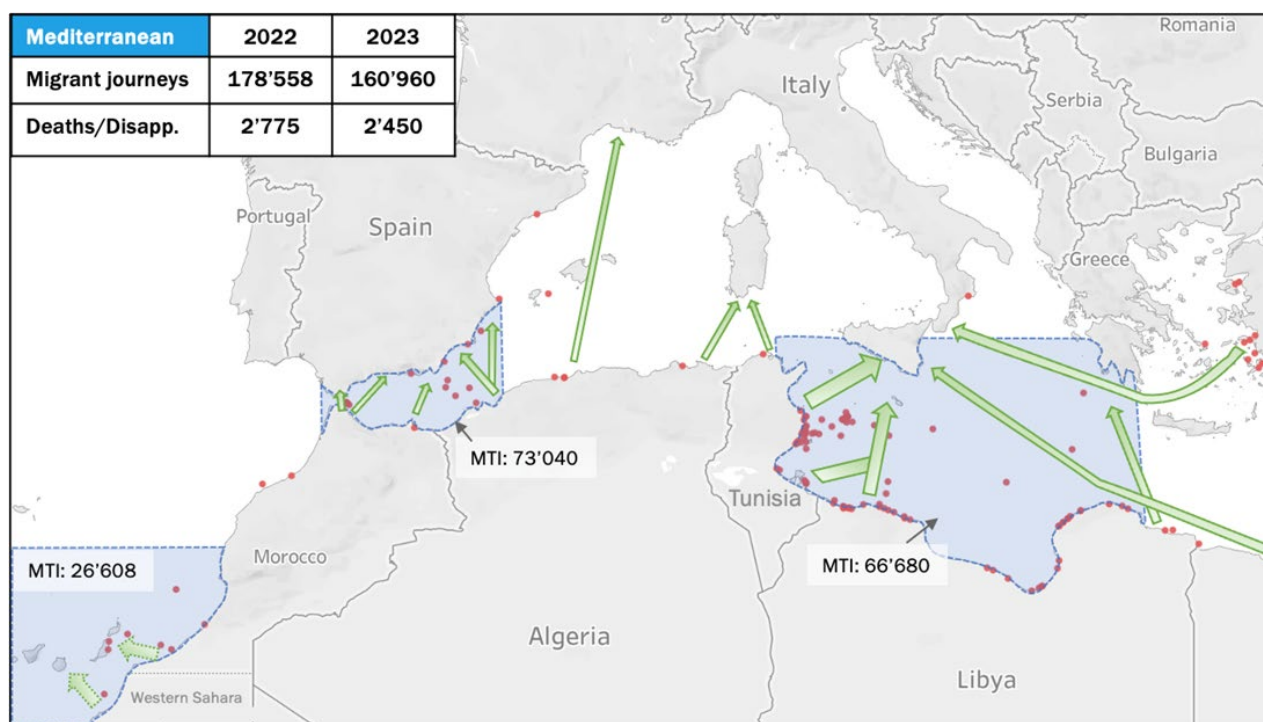 Mediterranean 2022 2023
Migrant journeys 178’558 160’960
Deaths/Disapp. 2’775 2’450
Romania
Italy
Serbia
Bulgaria
Portugal
Spain
Greece
MTI: 73’040
Tunisia
Morocco
MTI: 66’680
MTI: 26’608
Algeria
Libya
Western Sahara